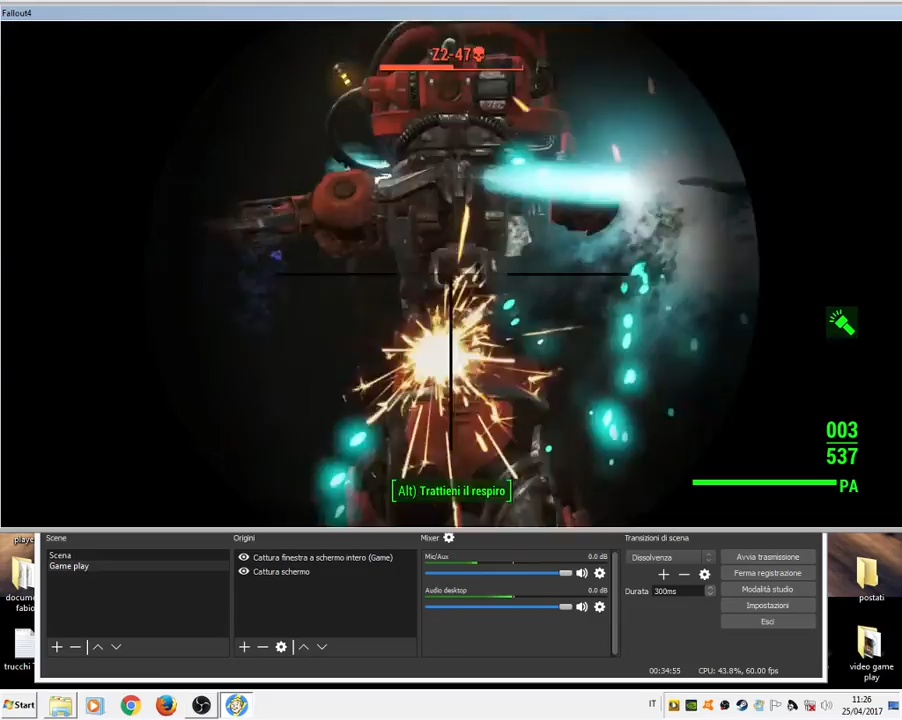 Fallout4
Z2-47
003
537
PA
[Alt) Trattieni il respiro]
Scene
Origini
Mixer
Transizioni di scena
Scena
Game play
Cattura finestra a schermo intero (Game)
Cattura schermo
Mic/Aux
0.0 dB
Audio desktop
0.0 dB
Dissolvenza
Durata
300ms
Avvia trasmissione
Ferma registrazione
Modalità studio
Impostazioni
Esci
00:34:55
CPU: 43.8%, 60.00 fps
playe
docume
fabio
trucchi
postati
video game
play
Start
IT
11:26
25/04/2017